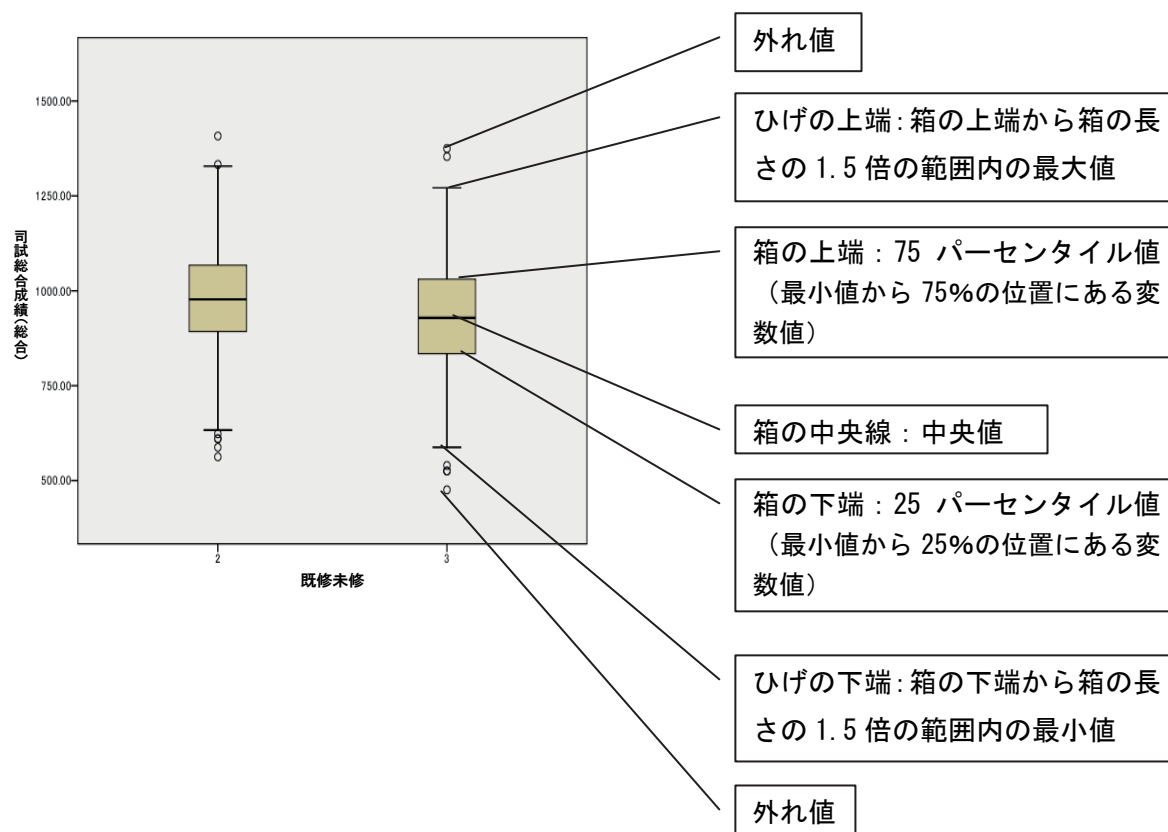 1500.00
1250.00
1000.00
750.00
500.00
司試総合成績(総合)
2
3
既修未修
外れ値
ひげの上端：箱の上端から箱の長
さの 1.5 倍の範囲内の最大値
箱の上端：75 パーセンタイル値
（最小値から 75%の位置にある変
数値）
箱の中央線：中央値
箱の下端：25 パーセンタイル値
（最小値から 25%の位置にある変
数値）
ひげの下端：箱の下端から箱の長
さの 1.5 倍の範囲内の最小値
外れ値